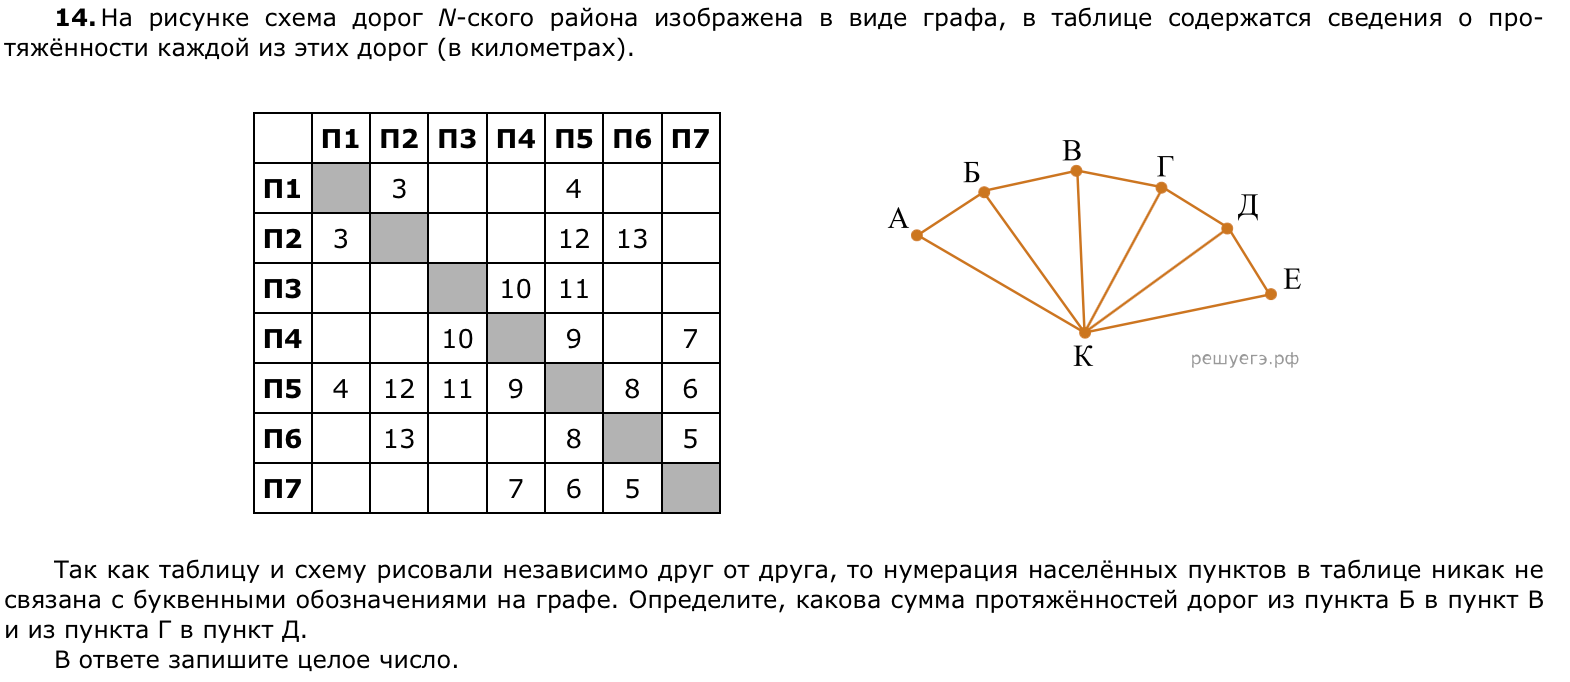 14. На рисунке схема дорог N-ского района изображена в виде графа, в таблице содержатся сведения о про-
тяжённости каждой из этих дорог (в километрах).
П1 П2 П3 П4 П5 П6 П7
П1 3 4
П2 3 12 13
П3 10 11
П4 10 9 7
П5 4 12 11 9 8 6
П6 13 8 5
П7 7 6 5
В
Г
Б
Д
А
Е
К
решуегэ.рф
Так как таблицу и схему рисовали независимо друг от друга, то нумерация населённых пунктов в таблице никак не
связана с буквенными обозначениями на графе. Определите, какова сумма протяжённостей дорог из пункта Б в пункт В
и из пункта Г в пункт Д.
В ответе запишите целое число.